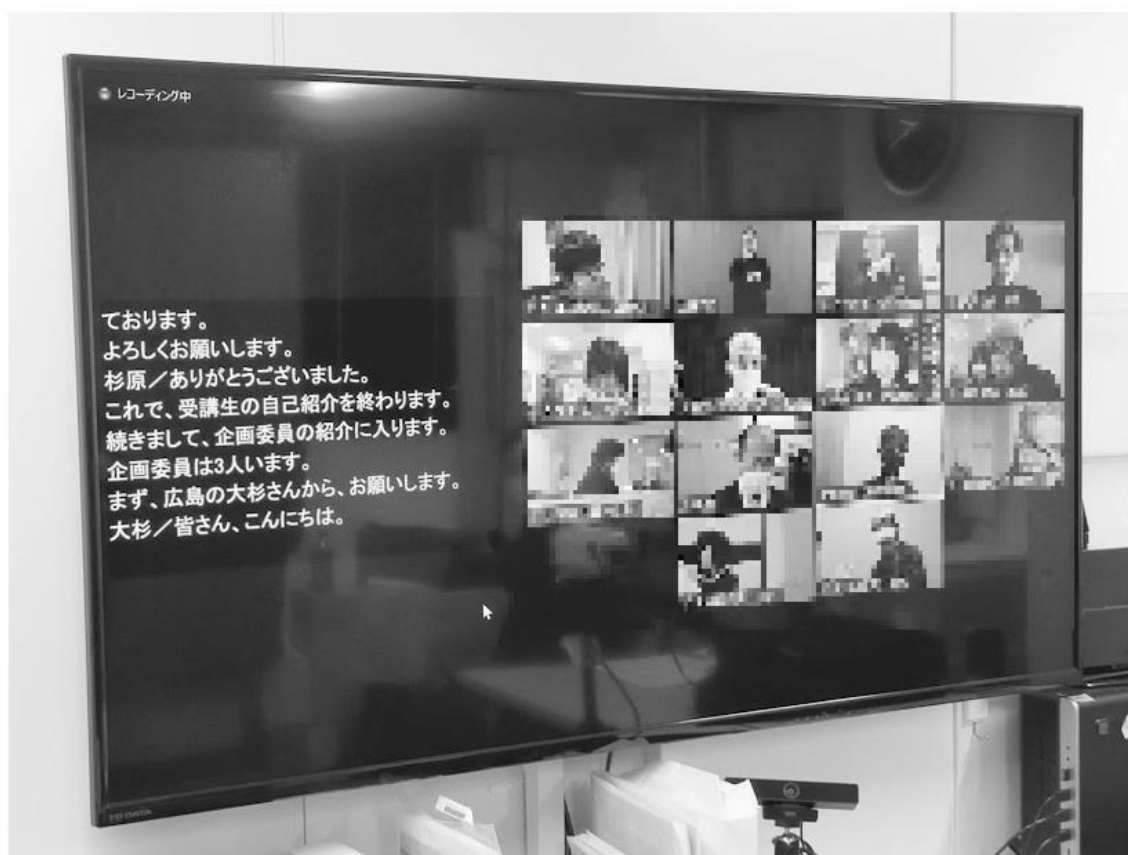 レコーディング中
ております。
よろしくお願いします。
杉原／ありがとうございました。
これで、受講生の自己紹介を終わります。
続きまして、企画委員の紹介に入ります。
企画委員は3人います。
まず、広島の大杉さんから、お願いします。
大杉／皆さん、こんにちは。